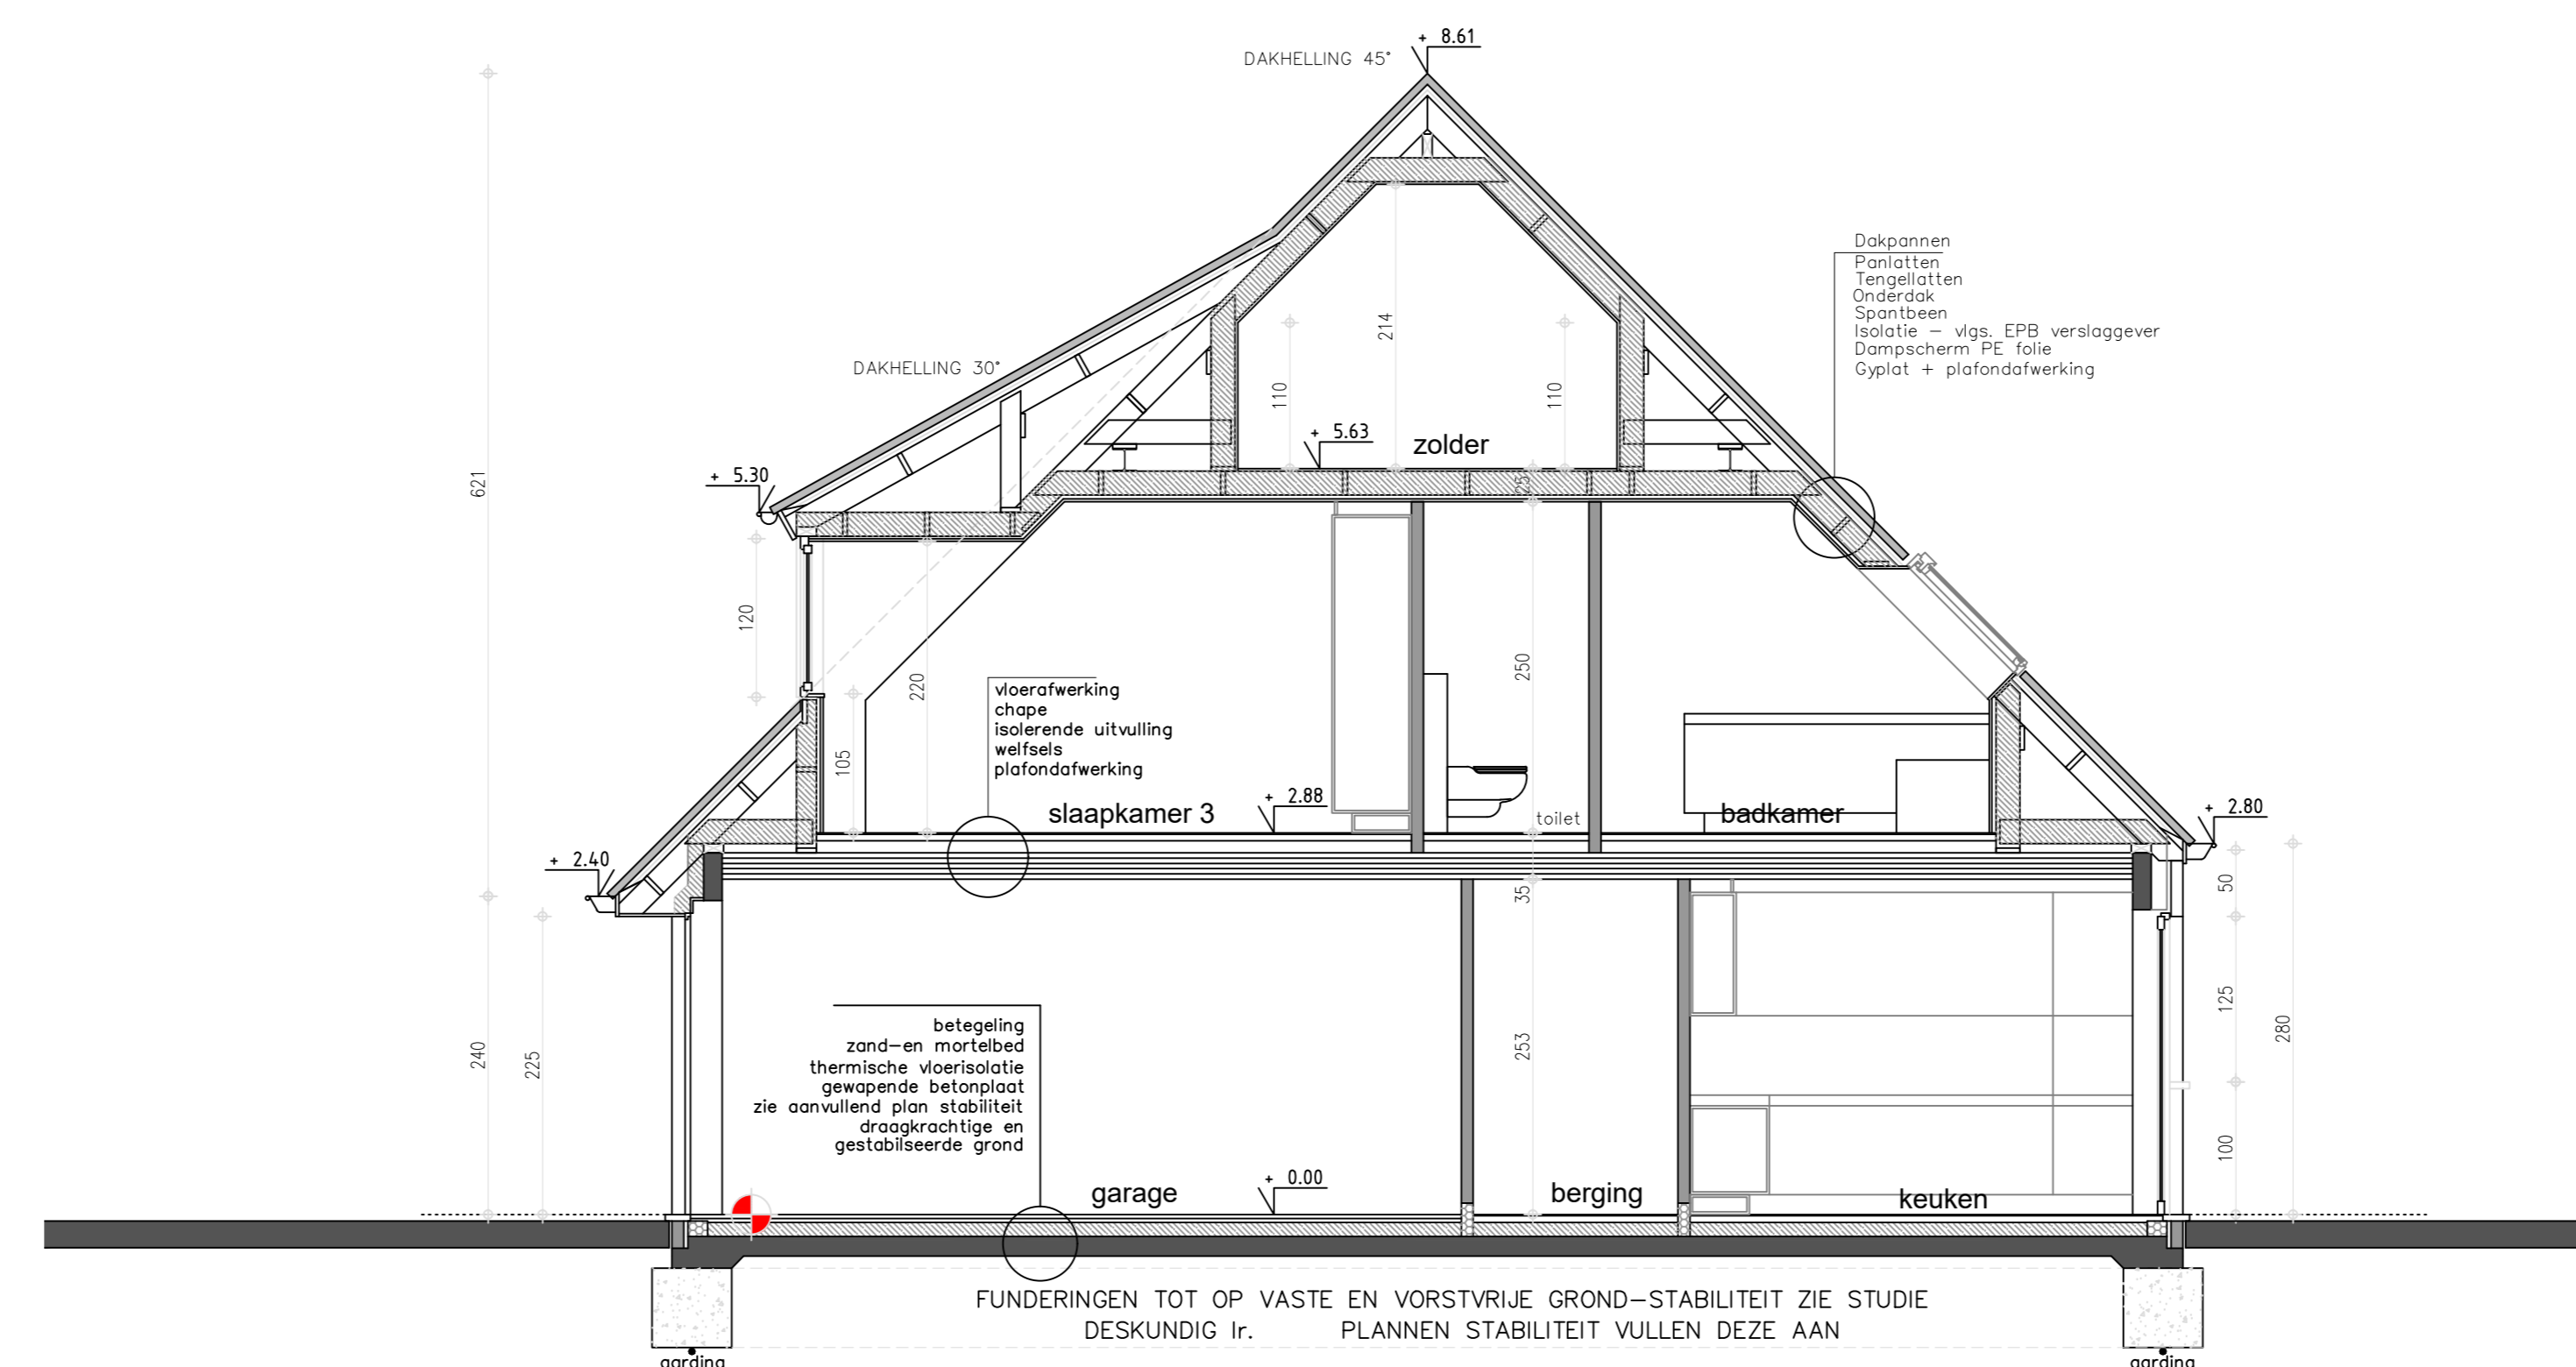 + 8.61
DAKHELLING 45°
Dakpannen
Panlatten
Tengellatten
Onderdak
Spantbeen
Isolatie – vlgs. EPB verslaggever
Dampscherm PE folie
Gyplat + plafondafwerking
214
110
110
DAKHELLING 30°
+ 5.63
zolder
+ 5.30
621
25
120
220
250
105
vloerafwerking
chape
isolerende uitvulling
welfsels
plafondafwerking
slaapkamer 3
+ 2.88
toilet
badkamer
+ 2.80
+ 2.40
35
50
240
225
253
125
280
100
betegeling
zand–en mortelbed
thermische vloerisolatie
gewapende betonplaat
zie aanvullend plan stabiliteit
draagkrachtige en
gestabilseerde grond
garage
+ 0.00
berging
keuken
FUNDERINGEN TOT OP VASTE EN VORSTVRIJE GROND–STABILITEIT ZIE STUDIE
DESKUNDIG Ir. PLANNEN STABILITEIT VULLEN DEZE AAN
aarding
aarding